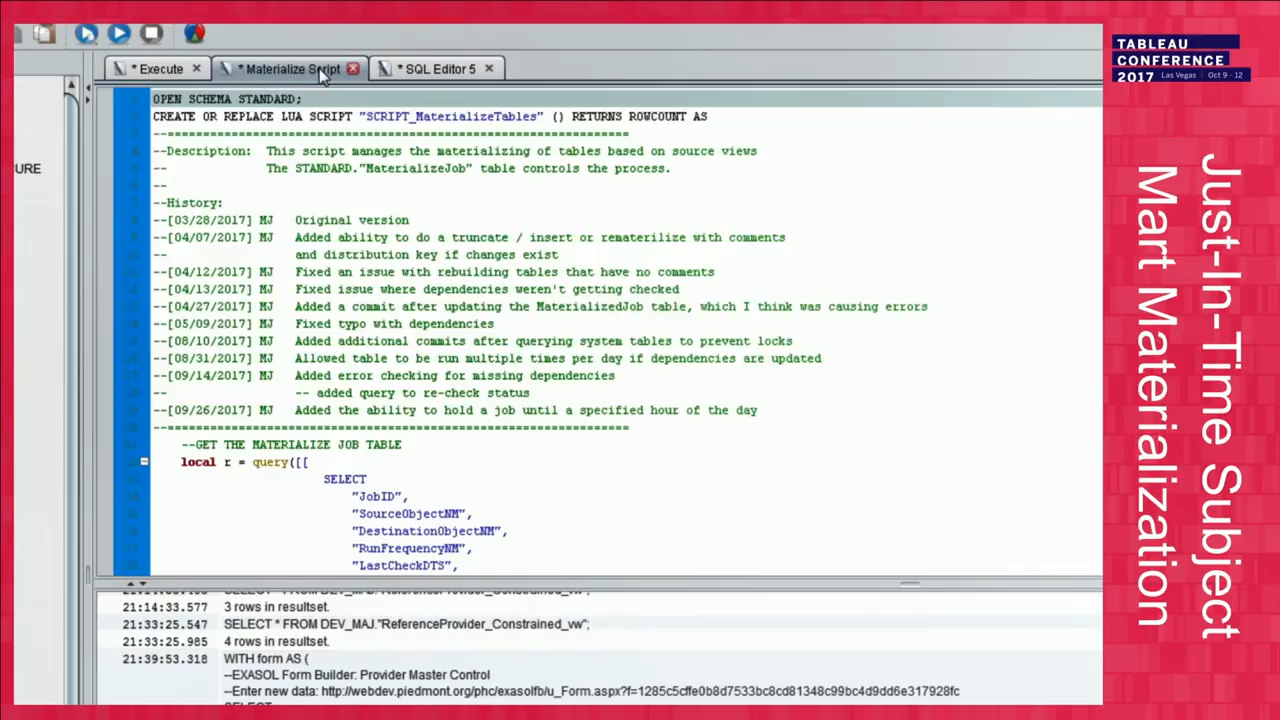 * Execute
* Materialize Script
* SQL Editor 5
URE
OPEN SCHEMA STANDARD;
CREATE OR REPLACE LUA SCRIPT "SCRIPT_MaterializeTables" () RETURNS ROWCOUNT AS
--===================================================================
--Description:  This script manages the materializing of tables based on source views
--              The STANDARD."MaterializeJob" table controls the process.
--
--History:
--[03/28/2017] MJ   Original version
--[04/07/2017] MJ   Added ability to do a truncate / insert or rematerilize with comments
--                  and distribution key if changes exist
--[04/12/2017] MJ   Fixed an issue with rebuilding tables that have no comments
--[04/13/2017] MJ   Fixed issue where dependencies weren't getting checked
--[04/27/2017] MJ   Added a commit after updating the MaterializedJob table, which I think was causing errors
--[05/09/2017] MJ   Fixed typo with dependencies
--[08/10/2017] MJ   Added additional commits after querying system tables to prevent locks
--[08/31/2017] MJ   Allowed table to be run multiple times per day if dependencies are updated
--[09/14/2017] MJ   Added error checking for missing dependencies
--                  -- added query to re-check status
--[09/26/2017] MJ   Added the ability to hold a job until a specified hour of the day
--===================================================================
--GET THE MATERIALIZE JOB TABLE
local r = query([[
SELECT
"JobID",
"SourceObjectNM",
"DestinationObjectNM",
"RunFrequencyNM",
"LastCheckDTS",
21:14:33.577 3 rows in resultset.
21:33:25.547 SELECT * FROM DEV_MAJ."ReferenceProvider_Constrained_vw";
21:33:25.985 4 rows in resultset.
21:39:53.318 WITH form AS (
--EXASOL Form Builder: Provider Master Control
--Enter new data: http://webdev.piedmont.org/phc/exasolfb/u_Form.aspx?f=1285c5cffe0b8d7533bc8cd81348c99bc4d9dd6e317928fc
TABLEAU
CONFERENCE
2017 Las Vegas | Oct 9 - 12
Just-In-Time Subject
Mart Materialization